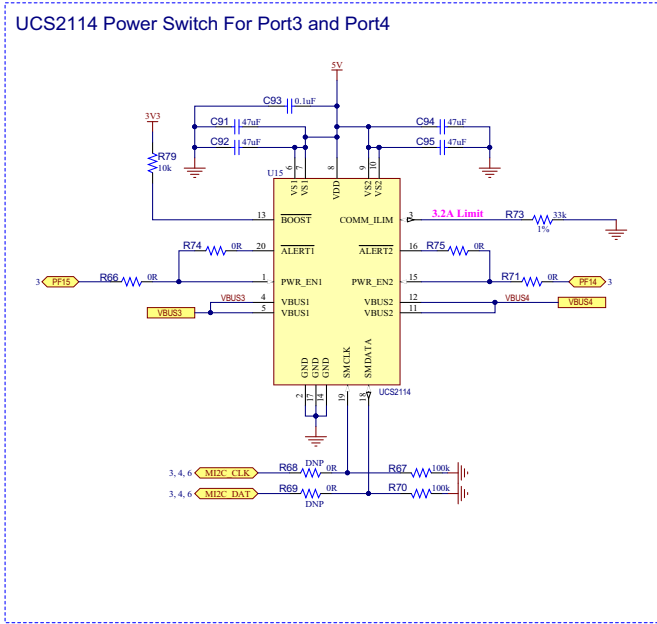 UCS2114 Power Switch For Port3 and Port4
5V
C93 0.1uF
3V3
C91 47uF
C94 47uF
C92 47uF
C95 47uF
R79
10k
U15
6 7 8 9 10
VS1 VS1 VDD VS2 VS2
13 BOOST
COMM_ILIM 3 3.2A Limit R73 33k
1%
R74 0R 20 ALERT1
ALERT2 16 R75 0R
3 PF15 R66 0R 1 PWR_EN1
PWR_EN2 15 R71 0R PF14 3
VBUS3 VBUS3 4 VBUS1
5 VBUS1
VBUS2 12 VBUS4 VBUS4
VBUS2 11
GND GND GND SMCLK SMDATA
2 17 14 19 18
UCS2114
DNP
3, 4, 6 MI2C_CLK R68 0R R67 100k
3, 4, 6 MI2C_DAT R69 0R R70 100k
DNP